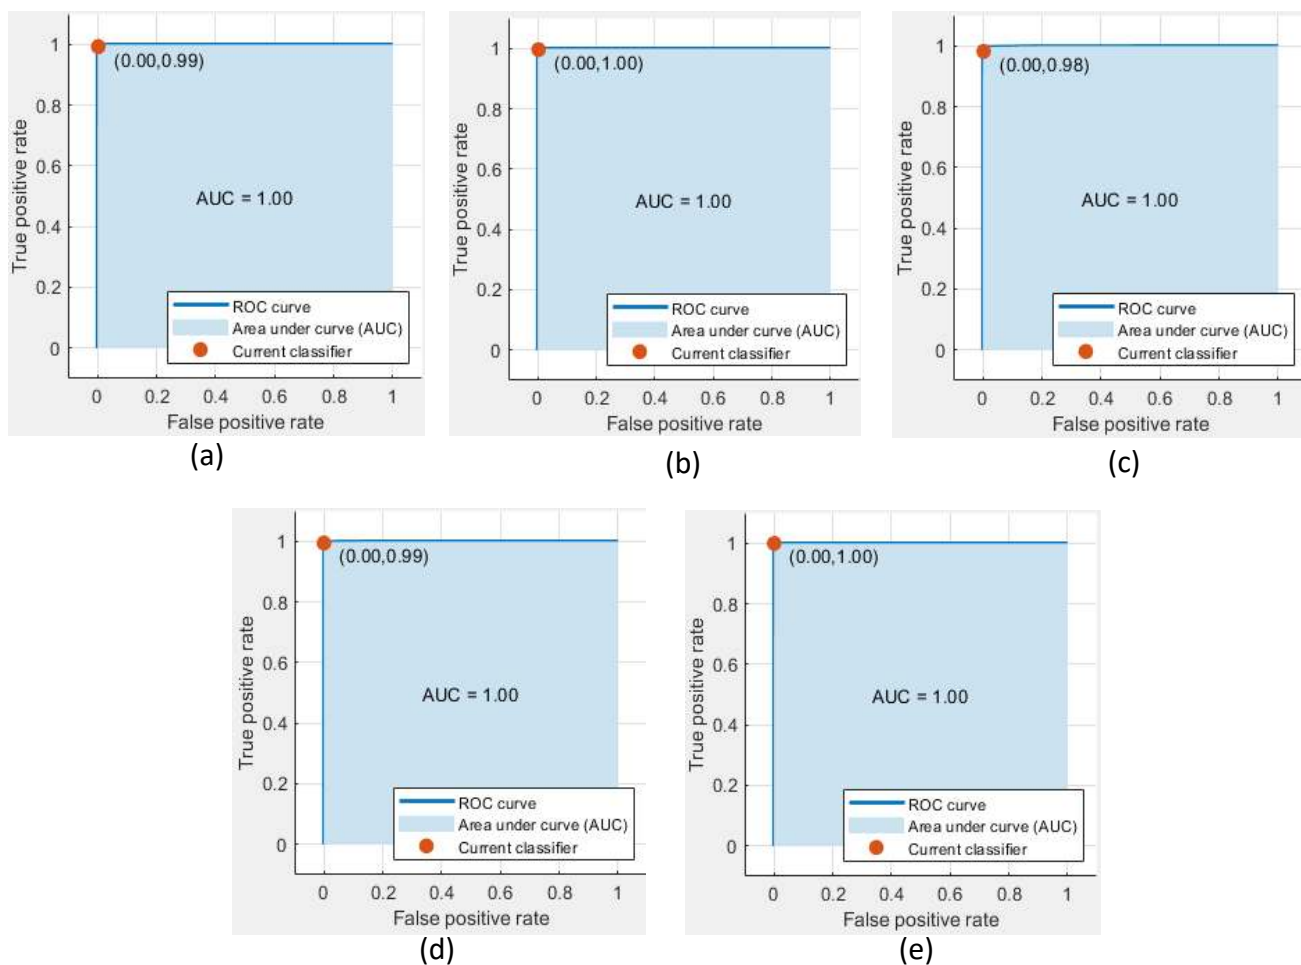 1
(0.00,0.99)
0.8
0.6
AUC = 1.00
0.4
0.2
0
True positive rate
ROC curve
Area under curve (AUC)
Current classifier
0 0.2 0.4 0.6 0.8 1
False positive rate
(a)
1
(0.00,1.00)
0.8
0.6
AUC = 1.00
0.4
0.2
0
True positive rate
ROC curve
Area under curve (AUC)
Current classifier
0 0.2 0.4 0.6 0.8 1
False positive rate
(b)
1
(0.00,0.98)
0.8
0.6
AUC = 1.00
0.4
0.2
0
True positive rate
ROC curve
Area under curve (AUC)
Current classifier
0 0.2 0.4 0.6 0.8 1
False positive rate
(c)
1
(0.00,0.99)
0.8
0.6
AUC = 1.00
0.4
0.2
0
True positive rate
ROC curve
Area under curve (AUC)
Current classifier
0 0.2 0.4 0.6 0.8 1
False positive rate
(d)
1
(0.00,1.00)
0.8
0.6
AUC = 1.00
0.4
0.2
0
True positive rate
ROC curve
Area under curve (AUC)
Current classifier
0 0.2 0.4 0.6 0.8 1
False positive rate
(e)